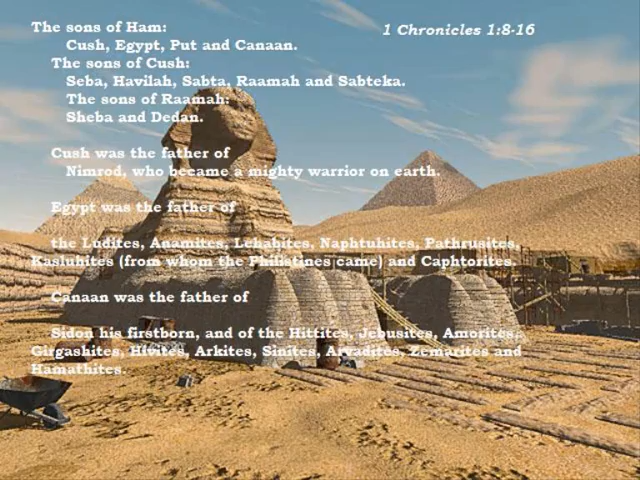 The sons of Ham:
1 Chronicles 1:8-16
Cush, Egypt, Put and Canaan.
The sons of Cush:
Seba, Havilah, Sabta, Raamah and Sabteka.
The sons of Raamah:
Sheba and Dedan.
Cush was the father of
Nimrod, who became a mighty warrior on earth.
Egypt was the father of
the Ludites, Anamites, Lehabites, Naphtuhites, Pathrusites,
Kasluhites (from whom the Philistines came) and Caphtorites.
Canaan was the father of
Sidon his firstborn, and of the Hittites, Jebusites, Amorites,
Girgashites, Hivites, Arkites, Sinites, Arvadites, Zemarites and
Hamathites.